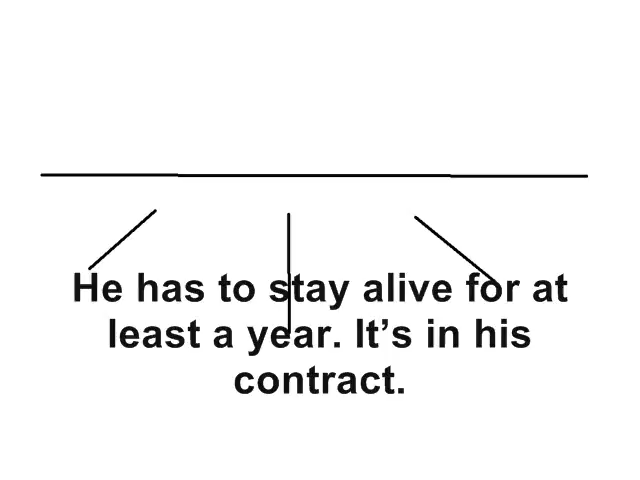 He has to stay alive for at
least a year. It’s in his
contract.